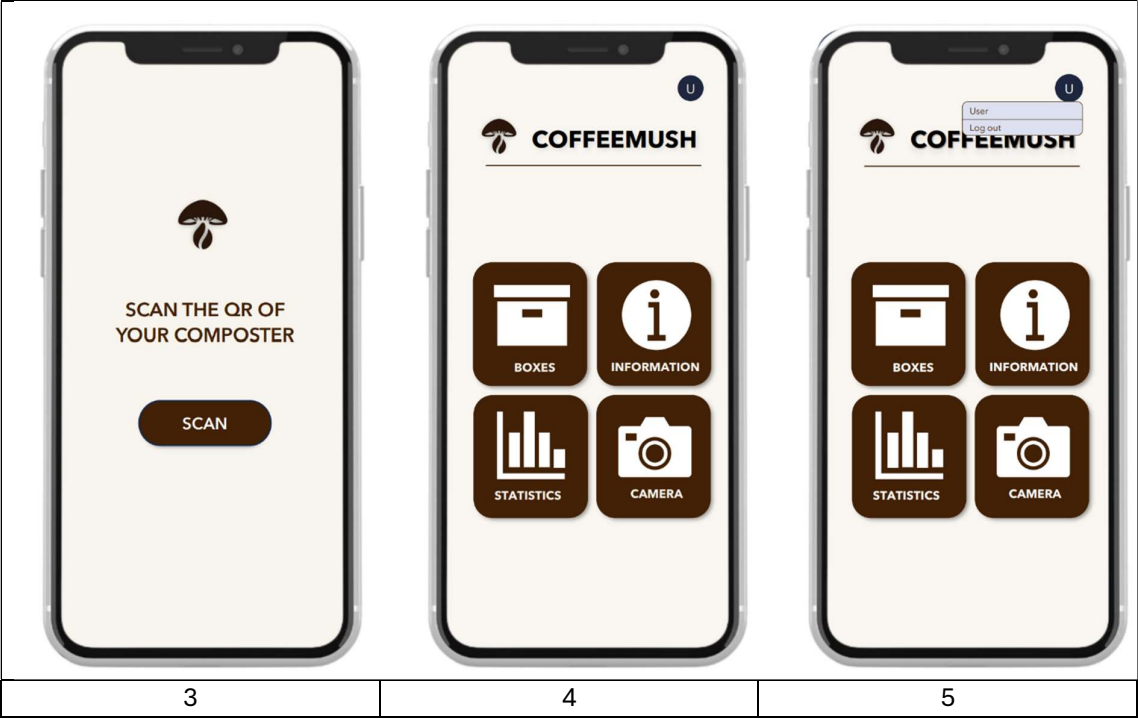 SCAN THE QR OF
YOUR COMPOSTER
SCAN
U
COFFEEMUSH
BOXES
INFORMATION
STATISTICS
CAMERA
U
User
Log out
COFFEEMUSH
BOXES
INFORMATION
STATISTICS
CAMERA
3
4
5